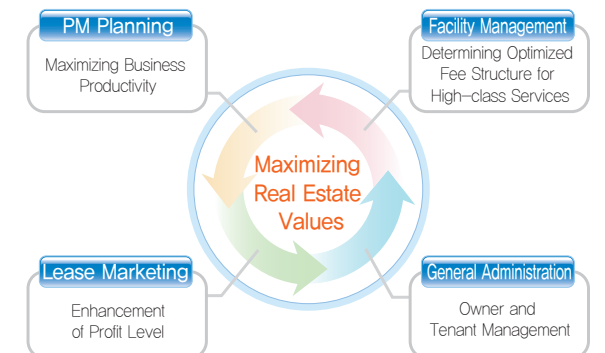 PM Planning
Maximizing Business
Productivity
Facility Management
Determining Optimized
Fee Structure for
High-class Services
Maximizing
Real Estate
Values
Lease Marketing
Enhancement
of Profit Level
General Administration
Owner and
Tenant Management